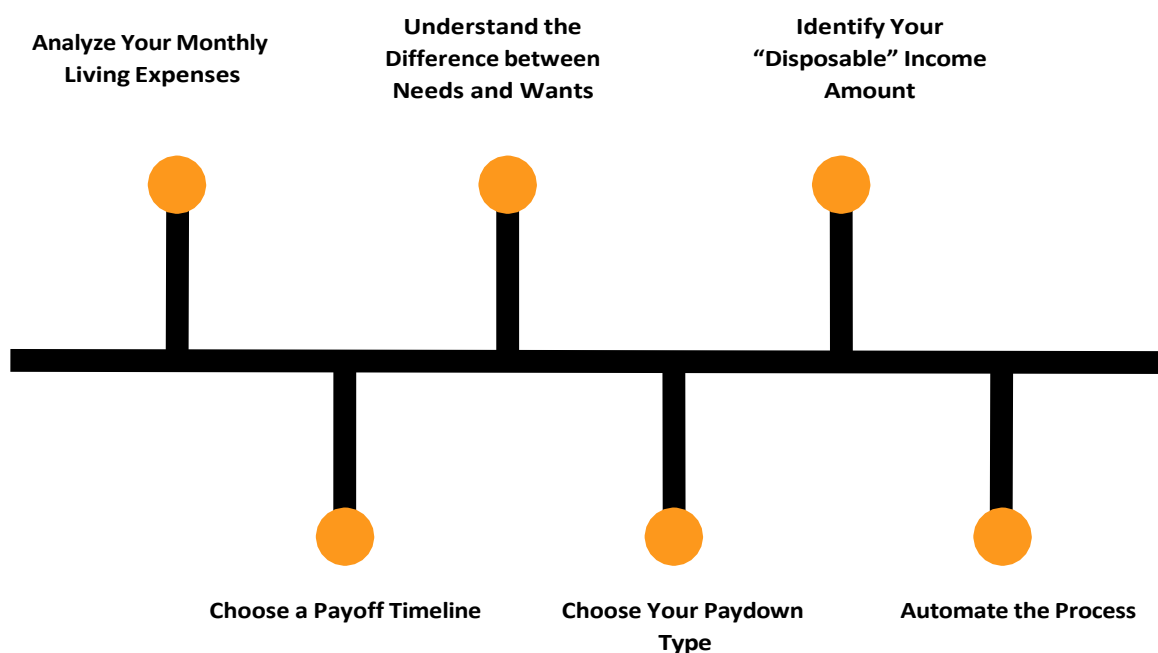 Analyze Your Monthly
Living Expenses
Understand the
Difference between
Needs and Wants
Identify Your
“Disposable” Income
Amount
Choose a Payoff Timeline
Choose Your Paydown
Type
Automate the Process